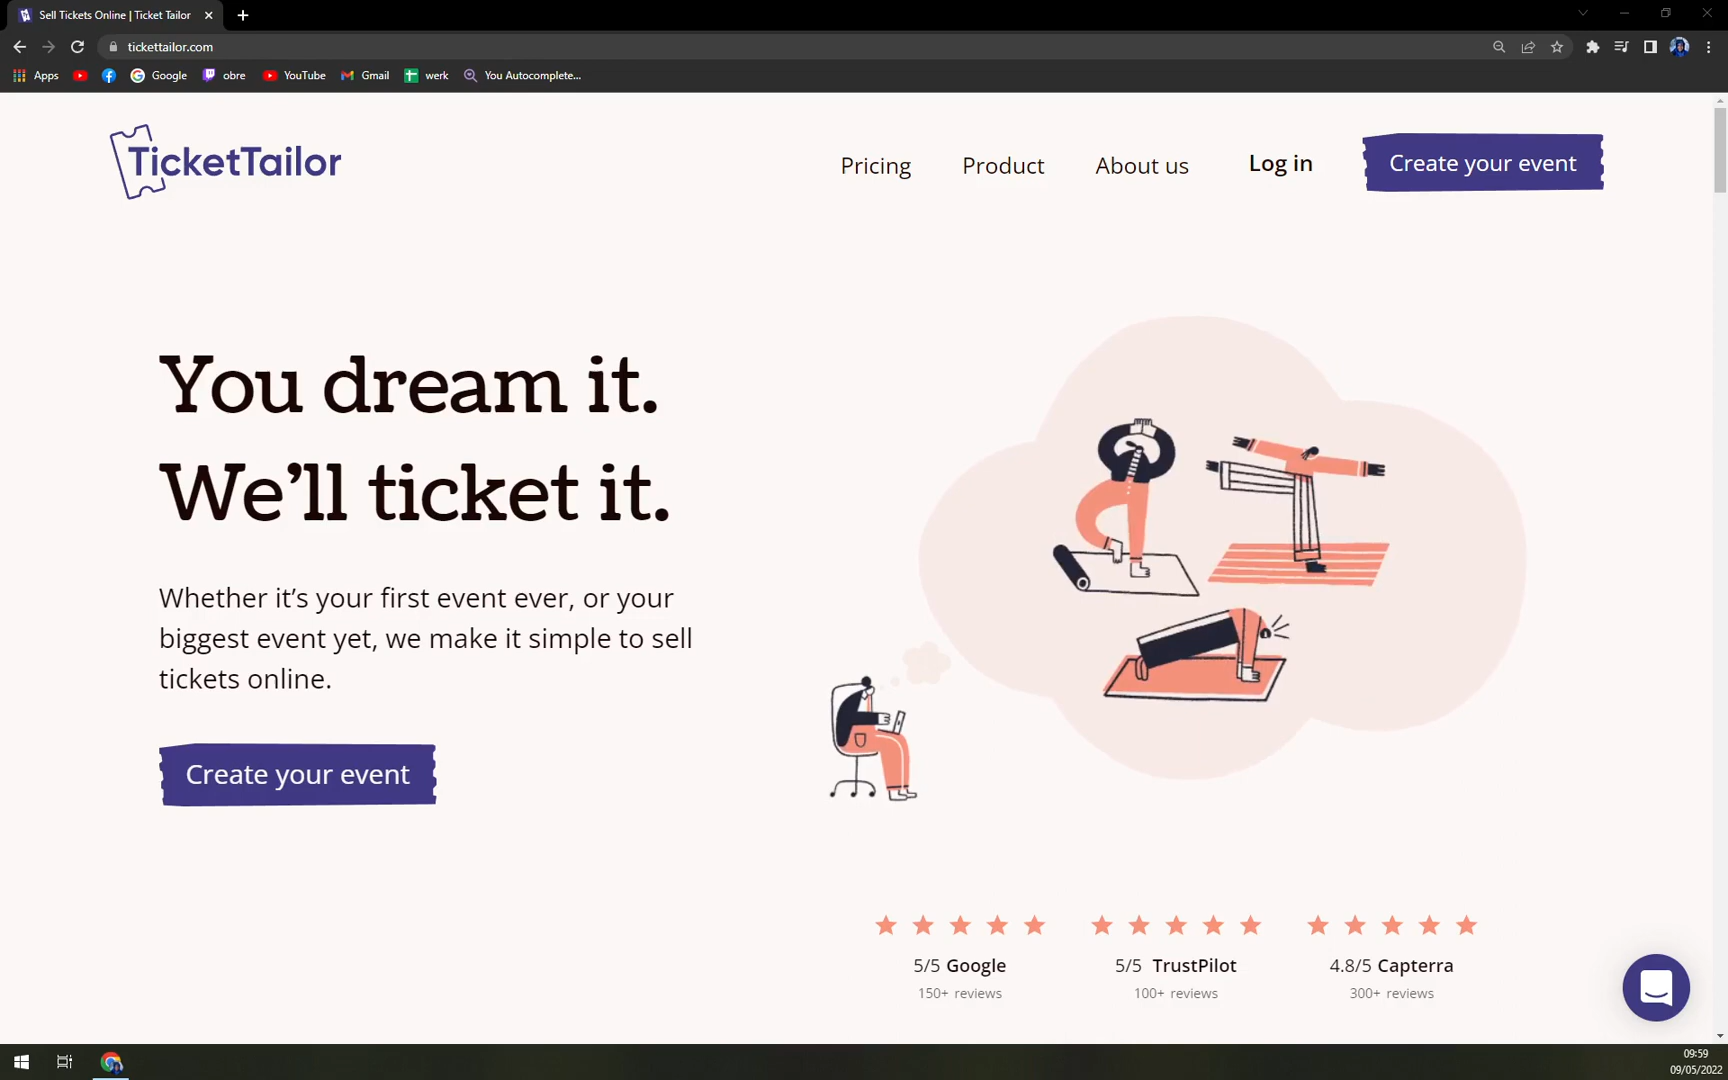 Sell Tickets Online | Ticket Tailor
tickettailor.com
Apps
Google
obre
YouTube
Gmail
werk
You Autocomplete...
TicketTailor
Pricing
Product
About us
Log in
Create your event
You dream it.
We’ll ticket it.
Whether it’s your first event ever, or your
biggest event yet, we make it simple to sell
tickets online.
Create your event
5/5 Google
150+ reviews
5/5 TrustPilot
100+ reviews
4.8/5 Capterra
300+ reviews
09:59
09/05/2022